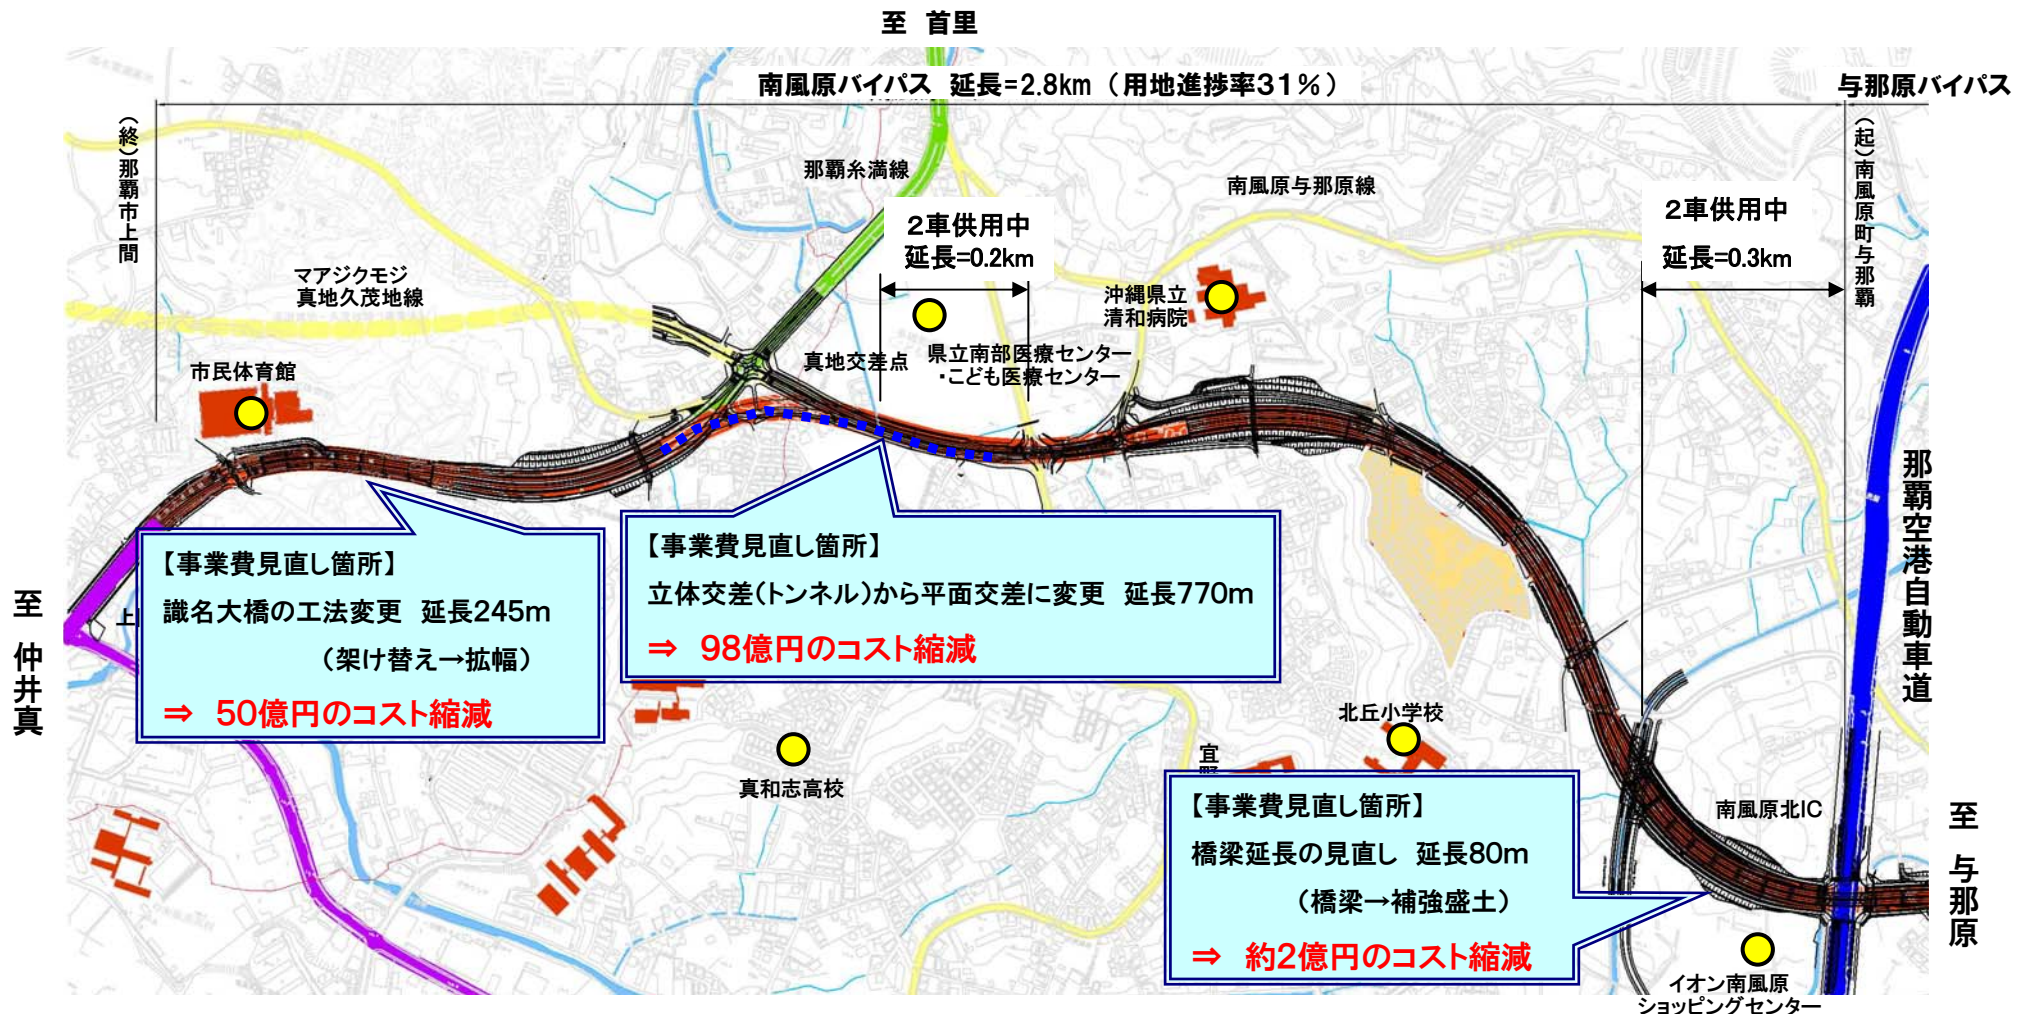 至 首里
南風原バイパス 延長=2.8km（用地進捗率31％）
与那原バイパス
（終）那覇市上間
（起）南風原町与那覇
那覇糸満線
南風原与那原線
２車供用中
延長=0.2km
２車供用中
延長=0.3km
マアジクモジ
真地久茂地線
沖縄県立
清和病院
真地交差点
県立南部医療センター
・こども医療センター
市民体育館
那覇空港自動車道
【事業費見直し箇所】
識名大橋の工法変更 延長245m
（架け替え→拡幅）
⇒ 50億円のコスト縮減
【事業費見直し箇所】
立体交差（トンネル）から平面交差に変更 延長770m
⇒ 98億円のコスト縮減
至 仲井真
上
北丘小学校
真和志高校
宜野
【事業費見直し箇所】
橋梁延長の見直し 延長80m
（橋梁→補強盛土）
⇒ 約2億円のコスト縮減
南風原北IC
至 与那原
イオン南風原
ショッピングセンター